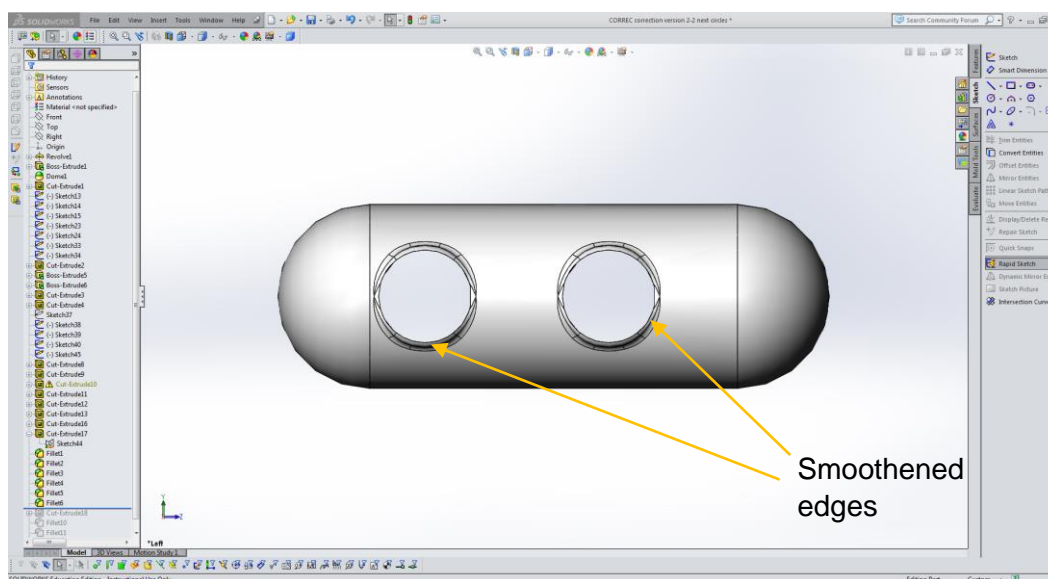 SOLIDWORKS File Edit View Insert Tools Window Help
CORREC correction version 2-2 next circles *
Search Community Forum
History
Sensors
Annotations
Material <not specified>
Front
Top
Right
Origin
Revolve1
Boss-Extrude1
Dome1
Cut-Extrude1
(-) Sketch13
(-) Sketch14
(-) Sketch15
(-) Sketch23
(-) Sketch24
(-) Sketch33
(-) Sketch34
Cut-Extrude2
Boss-Extrude5
Boss-Extrude6
Cut-Extrude3
Cut-Extrude4
Sketch37
(-) Sketch38
(-) Sketch39
(-) Sketch40
(-) Sketch45
Cut-Extrude8
Cut-Extrude9
Cut-Extrude10
Cut-Extrude11
Cut-Extrude12
Cut-Extrude13
Cut-Extrude16
Cut-Extrude17
Sketch44
Fillet1
Fillet2
Fillet3
Fillet4
Fillet5
Fillet6
Cut-Extrude18
Fillet10
Fillet11
Y
Z
*Left
Smoothened
edges
Features
Sketch
Surfaces
Mold Tools
Evaluate
Sketch
Smart Dimension
Trim Entities
Convert Entities
Offset Entities
Mirror Entities
Linear Sketch Patt
Move Entities
Display/Delete Re
Repair Sketch
Quick Snaps
Rapid Sketch
Dynamic Mirror E
Sketch Picture
Intersection Curv
Model 3D Views Motion Study 1
SOLIDWORKS Education Edition - Instructional Use Only
Editing Part Custom